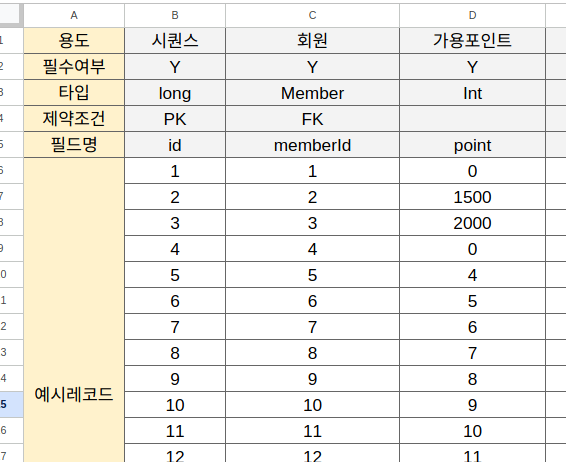 A B C D
1 용도 시퀀스 회원 가용포인트
2 필수여부 Y Y Y
3 타입 long Member Int
4 제약조건 PK FK
5 필드명 id memberId point
6 1 1 0
7 2 2 1500
8 3 3 2000
9 4 4 0
0 5 5 4
1 6 6 5
2 7 7 6
3 8 8 7
4 예시레코드 9 9 8
5 10 10 9
6 11 11 10
7 12 12 11